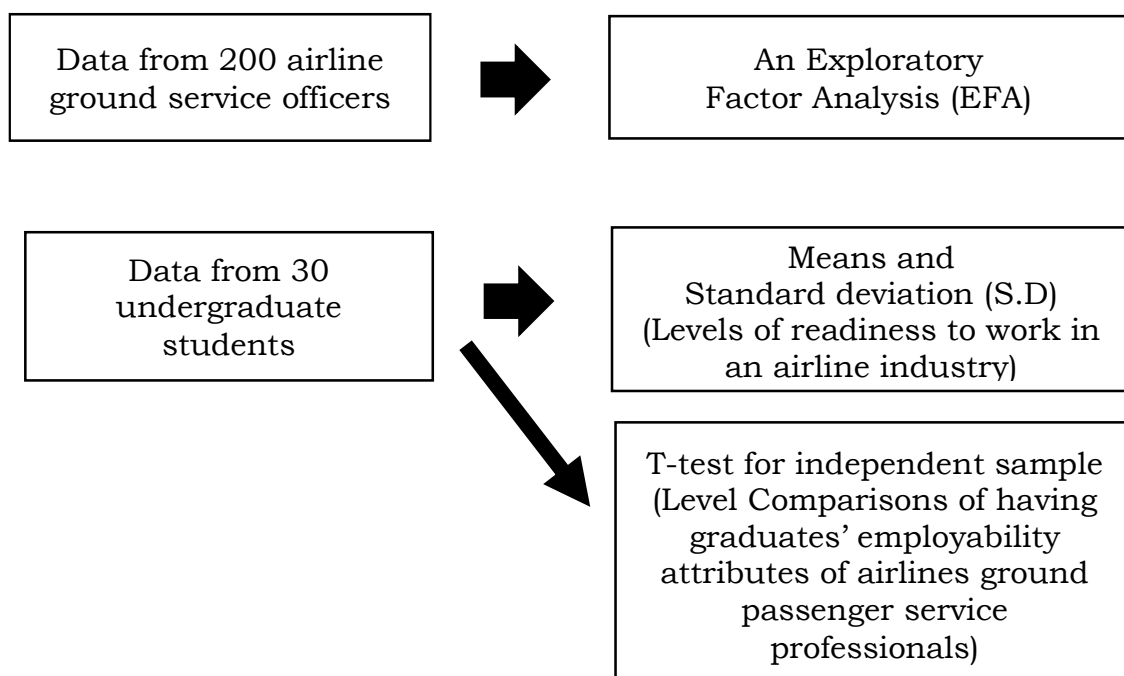 Data from 200 airline
ground service officers
An Exploratory
Factor Analysis (EFA)
Data from 30
undergraduate
students
Means and
Standard deviation (S.D)
(Levels of readiness to work in
an airline industry)
T-test for independent sample
(Level Comparisons of having
graduates’ employability
attributes of airlines ground
passenger service
professionals)